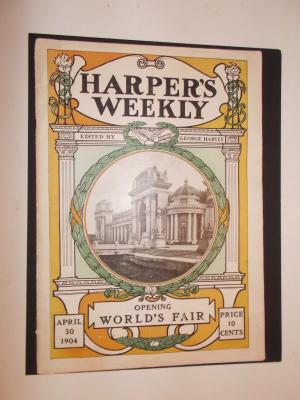 HARPER'S
WEEKLY
EDITED BY GEORGE HARVEY
OPENING
WORLD'S FAIR
APRIL
30
1904
PRICE
10
CENTS